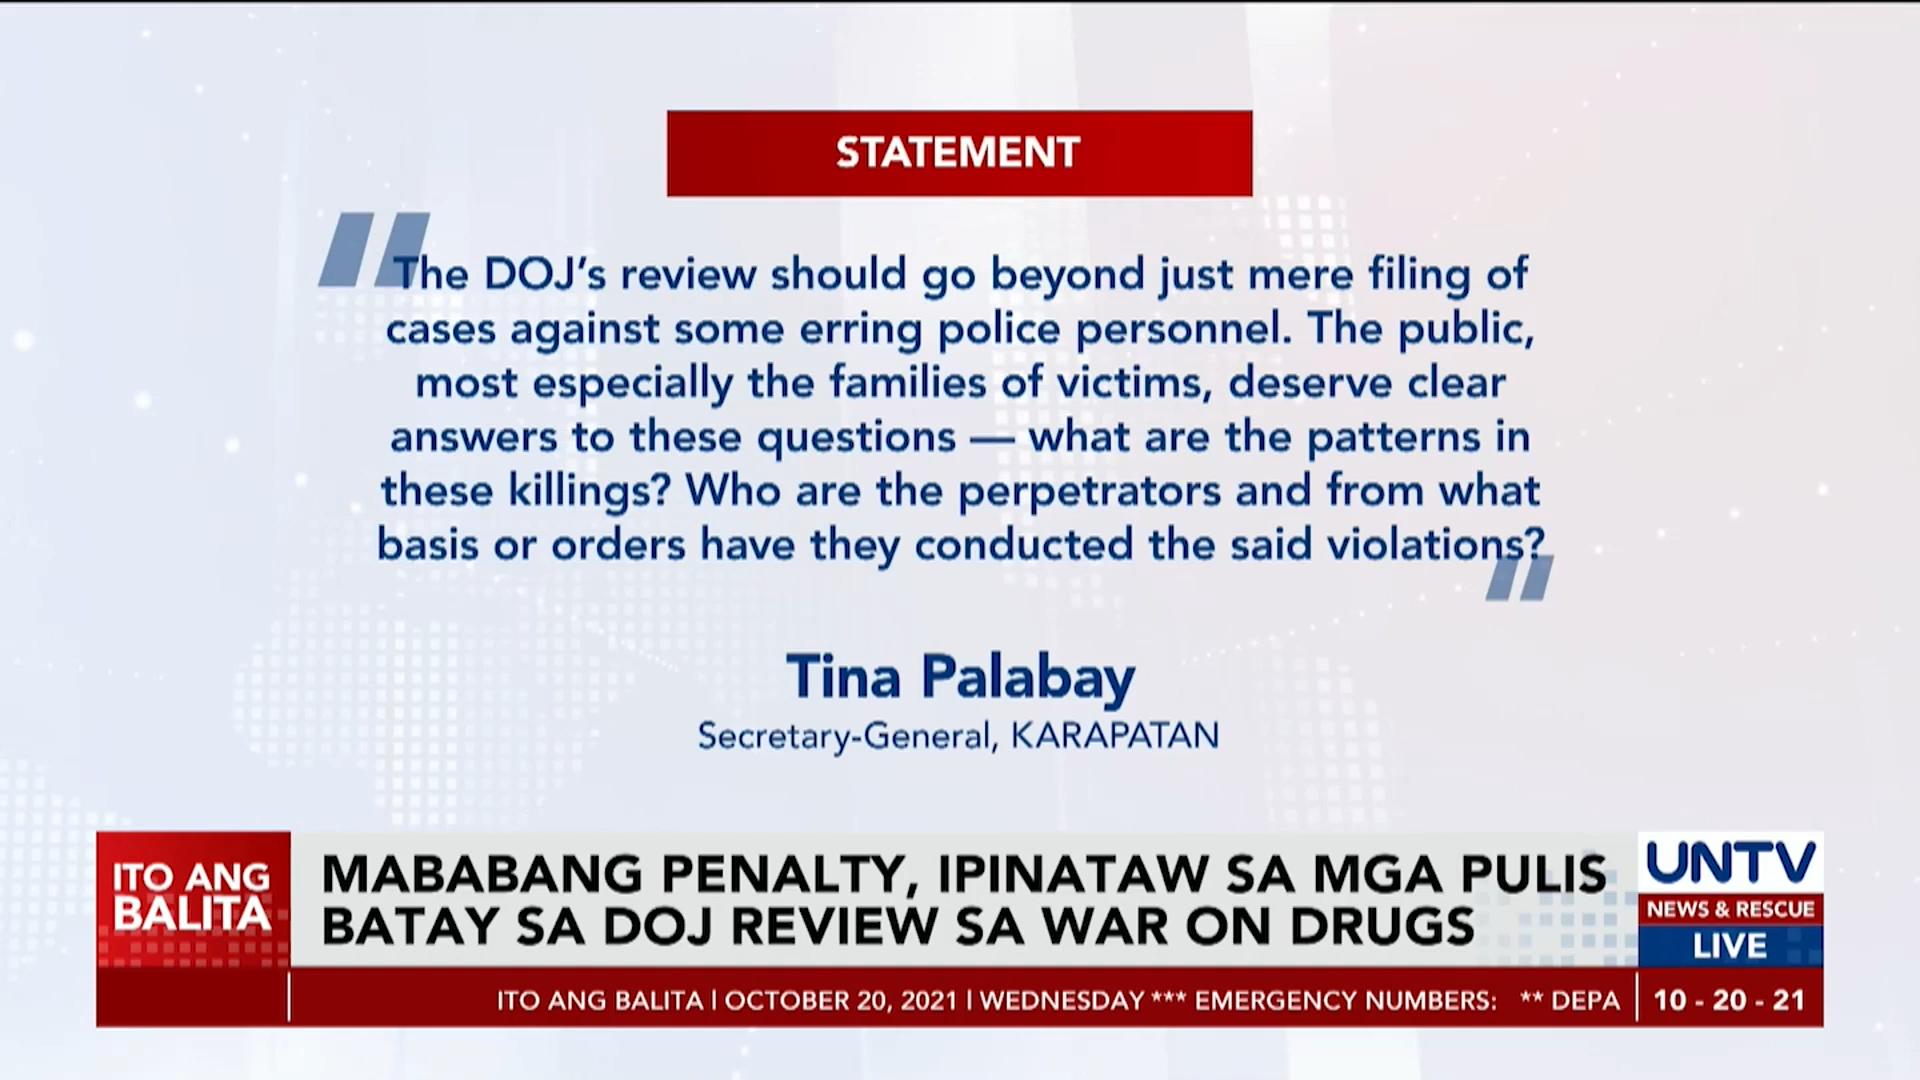 STATEMENT
The DOJ’s review should go beyond just mere filing of
cases against some erring police personnel. The public,
most especially the families of victims, deserve clear
answers to these questions — what are the patterns in
these killings? Who are the perpetrators and from what
basis or orders have they conducted the said violations?
Tina Palabay
Secretary-General, KARAPATAN
ITO ANG
BALITA
MABABANG PENALTY, IPINATAW SA MGA PULIS
BATAY SA DOJ REVIEW SA WAR ON DRUGS
UNTV
NEWS & RESCUE
LIVE
ITO ANG BALITA | OCTOBER 20, 2021 | WEDNESDAY *** EMERGENCY NUMBERS: ** DEPA
10 - 20 - 21